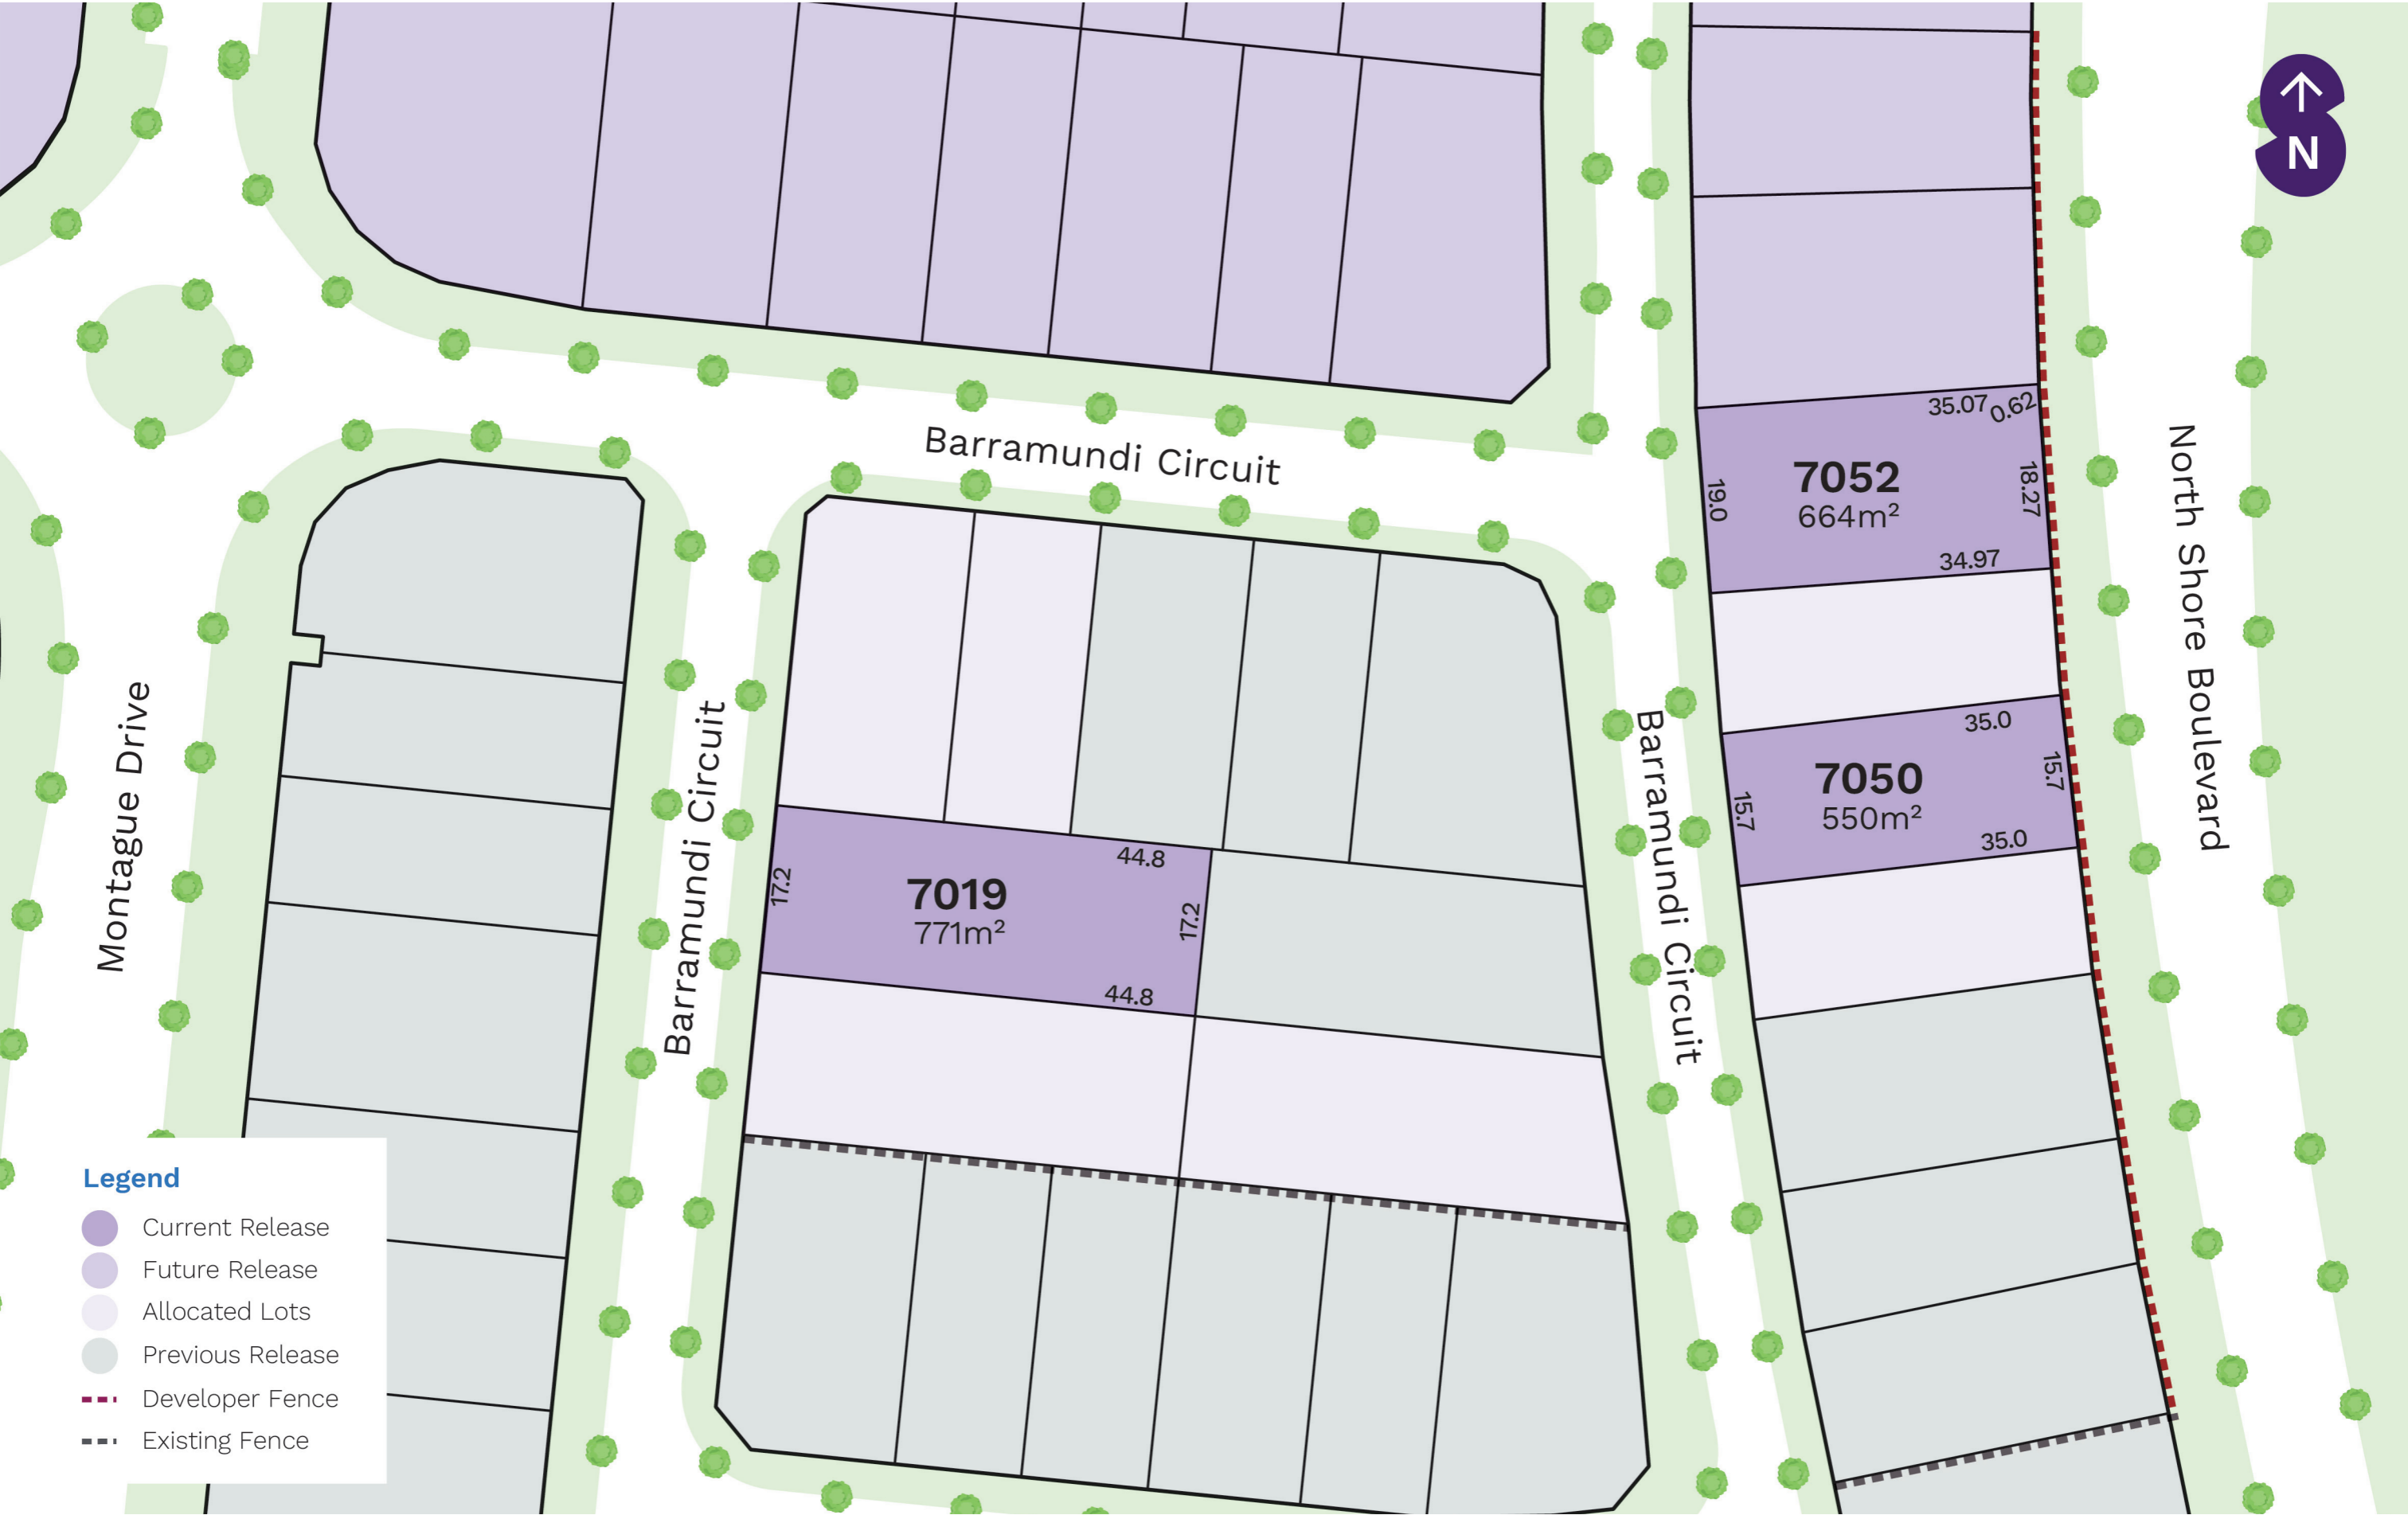 N
Barramundi Circuit
35.07
0.62
7052
664m²
19.0
18.27
34.97
North Shore Boulevard
35.0
7050
550m²
15.7
15.7
35.0
Barramundi Circuit
Montague Drive
Barramundi Circuit
44.8
7019
771m²
17.2
17.2
44.8
Legend
Current Release
Future Release
Allocated Lots
Previous Release
Developer Fence
Existing Fence